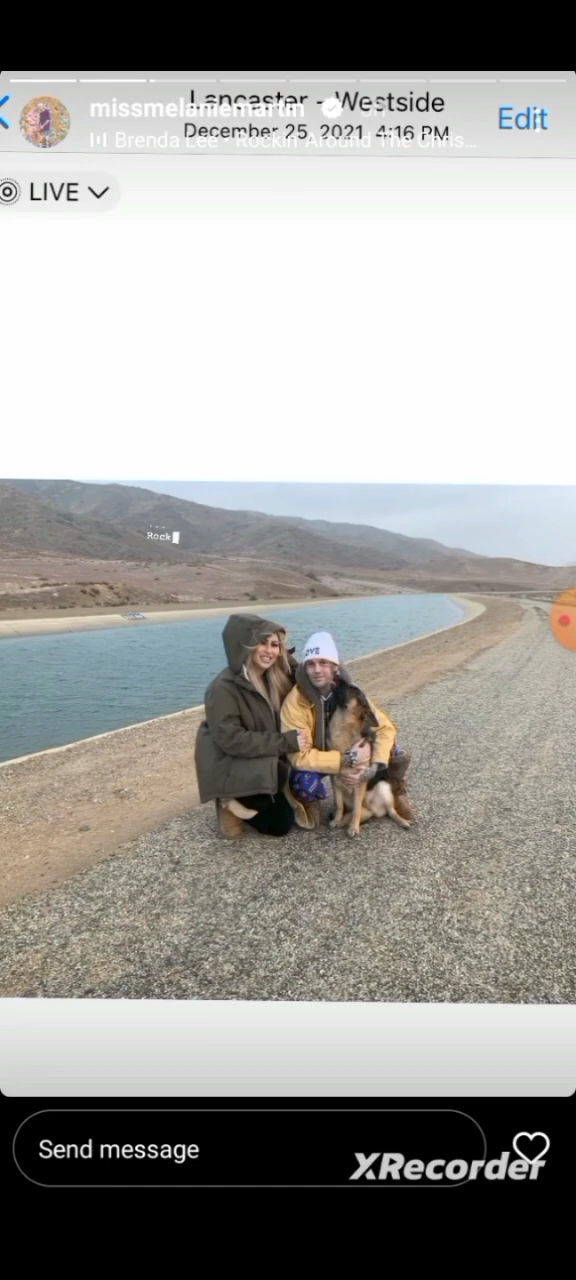 Lancaster - Westside
missmelaniemartin
Edit
December 25, 2021 4:16 PM
Brenda Lee • Rockin' Around The Chris...
LIVE
Rock
OVE
Send message
XRecorder